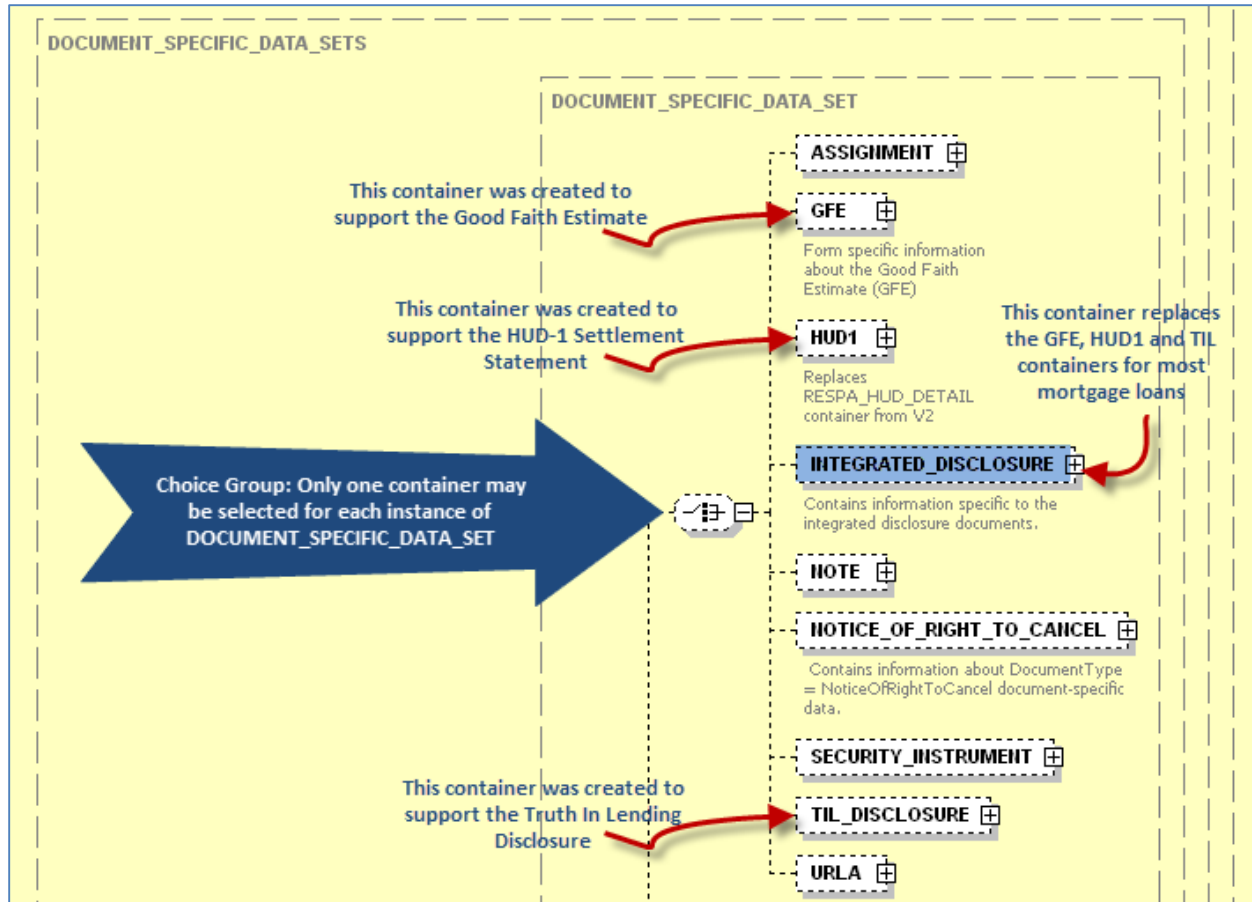 DOCUMENT_SPECIFIC_DATA_SETS
DOCUMENT_SPECIFIC_DATA_SET
ASSIGNMENT
This container was created to
support the Good Faith Estimate
GFE
Form specific information
about the Good Faith
Estimate (GFE)
This container was created to
support the HUD-1 Settlement
Statement
HUD1
Replaces
RESPA_HUD_DETAIL
container from V2
This container replaces
the GFE, HUD1 and TIL
containers for most
mortgage loans
INTEGRATED_DISCLOSURE
Contains information specific to the
integrated disclosure documents.
Choice Group: Only one container may
be selected for each instance of
DOCUMENT_SPECIFIC_DATA_SET
NOTE
NOTICE_OF_RIGHT_TO_CANCEL
Contains information about DocumentType
= NoticeOfRightToCancel document-specific
data.
SECURITY_INSTRUMENT
This container was created to
support the Truth In Lending
Disclosure
TIL_DISCLOSURE
URLA